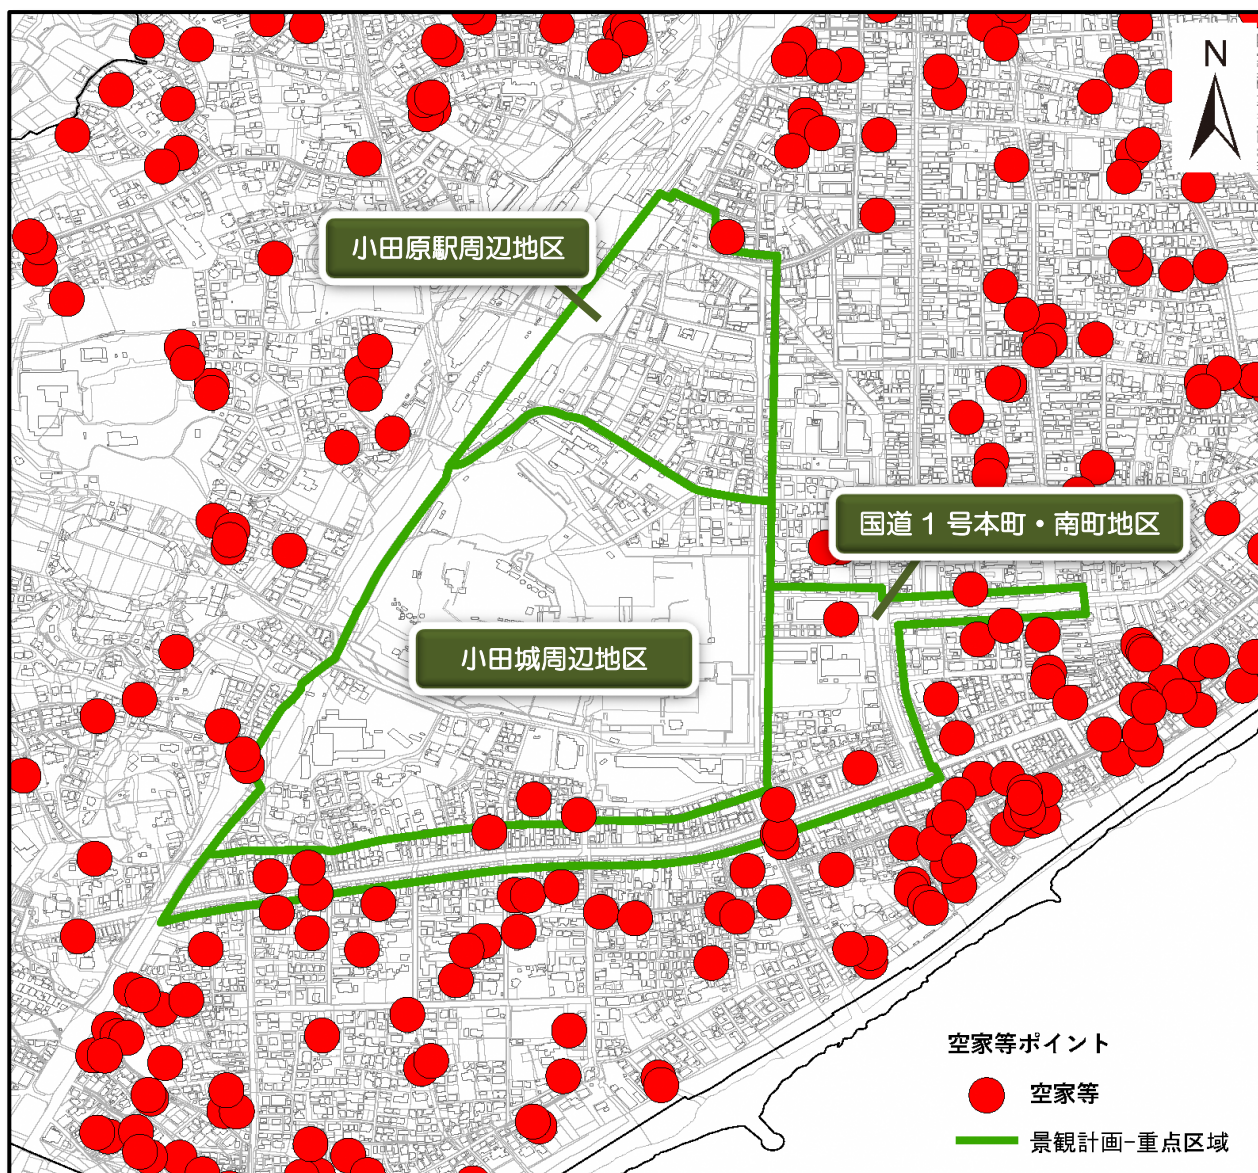 N
小田原駅周辺地区
国道1号本町・南町地区
小田城周辺地区
空家等ポイント
空家等
景観計画-重点区域